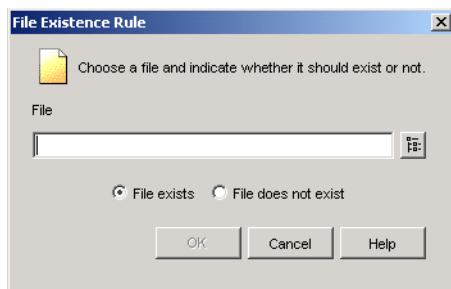 File Existence Rule
Choose a file and indicate whether it should exist or not.
File
File exists File does not exist
OK Cancel Help